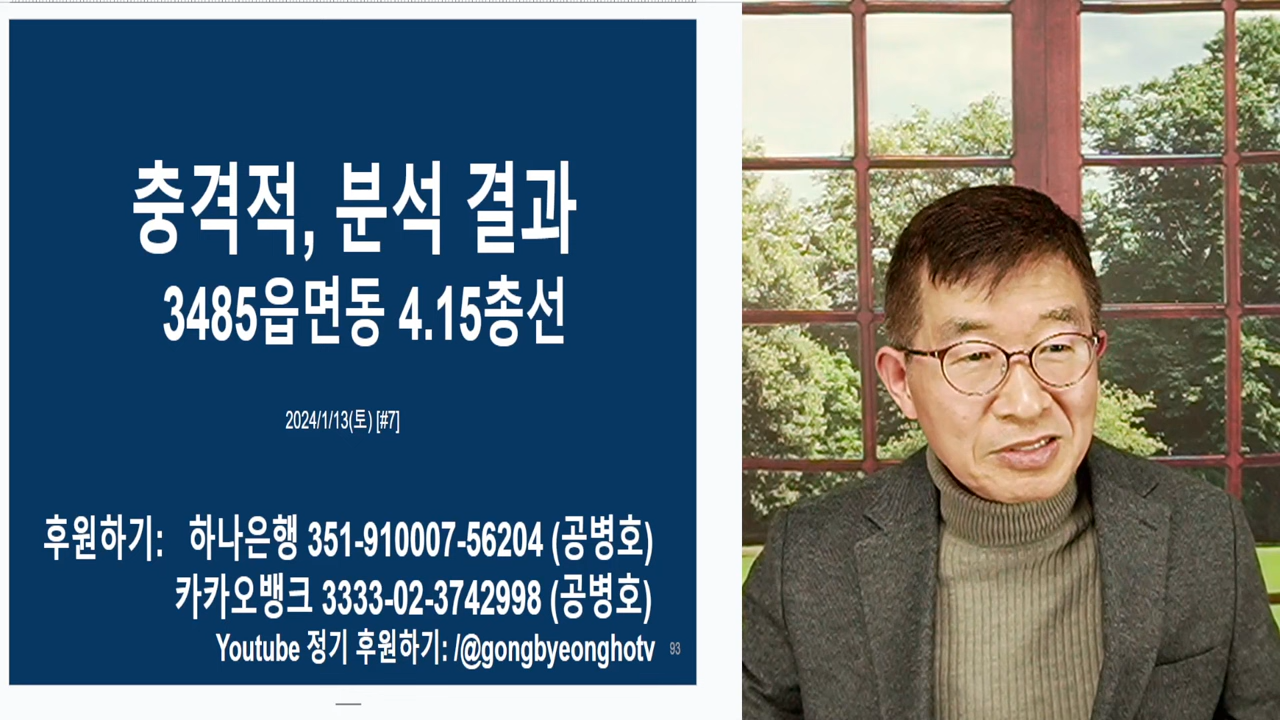 충격적, 분석 결과
3485읍면동 4.15총선
2024/1/13(토) [#7]
후원하기: 하나은행 351-910007-56204 (공병호)
카카오뱅크 3333-02-3742998 (공병호)
Youtube 정기 후원하기: /@gongbyeonghotv
93